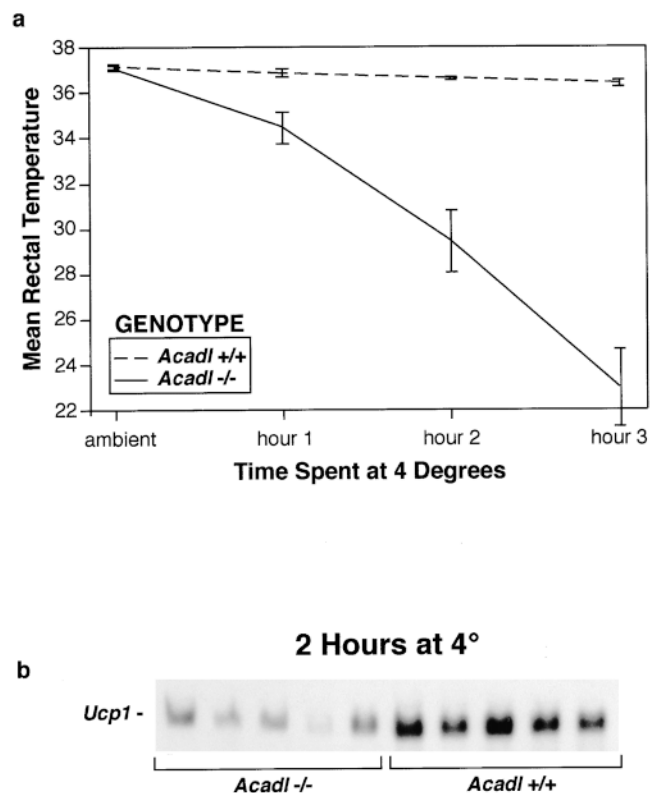 a
38
36
34
32
30
28
26
24
22
Mean Rectal Temperature
GENOTYPE
Acadl +/+
Acadl -/-
ambient hour 1 hour 2 hour 3
Time Spent at 4 Degrees
2 Hours at 4°
b
Ucp1 -
Acadl -/- Acadl +/+